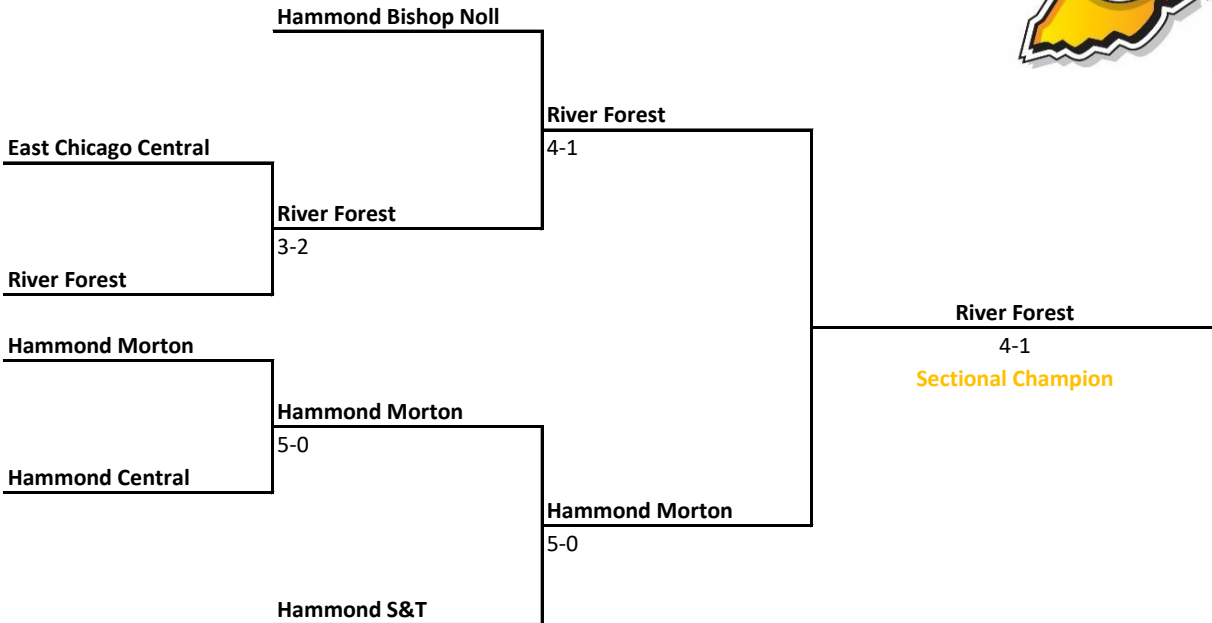 Hammond Bishop Noll
River Forest
East Chicago Central
4-1
River Forest
3-2
River Forest
River Forest
Hammond Morton
4-1
Sectional Champion
Hammond Morton
5-0
Hammond Central
Hammond Morton
5-0
Hammond S&T